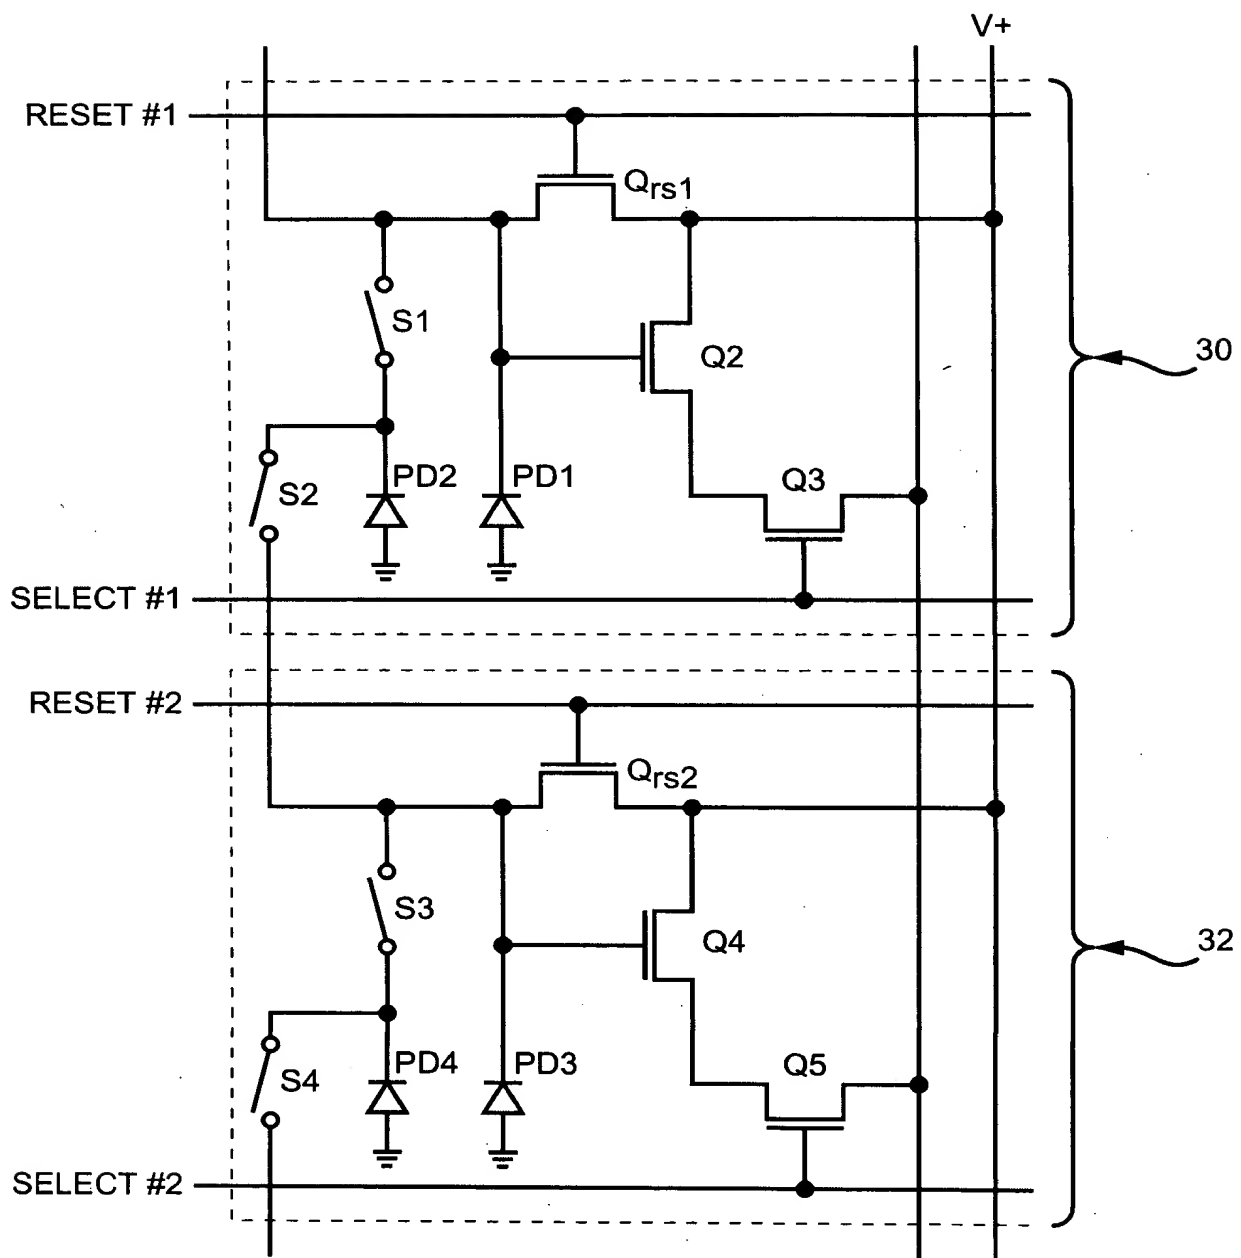 V+
RESET #1
Qrs1
S1
Q2
30
PD2
PD1
Q3
S2
SELECT #1
RESET #2
Qrs2
S3
Q4
32
PD4
PD3
Q5
S4
SELECT #2